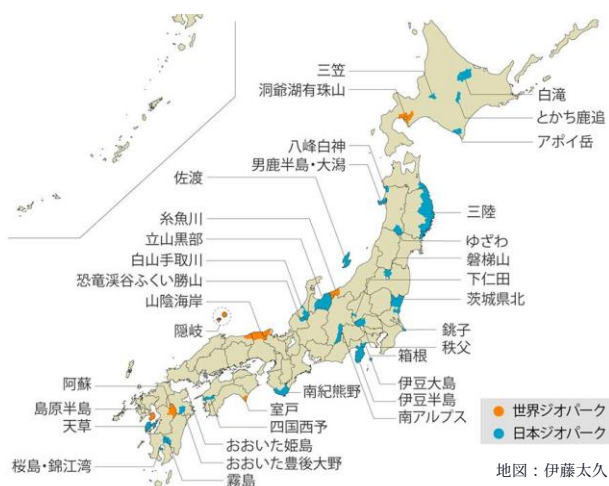 三笠
洞爺湖有珠山
白滝
とかち鹿追
アポイ岳
八峰白神
男鹿半島・大潟
佐渡
三陸
糸魚川
立山黒部
白山手取川
恐竜渓谷ふくい勝山
山陰海岸
隠岐
ゆざわ
磐梯山
下仁田
茨城県北
銚子
秩父
箱根
伊豆大島
伊豆半島
南アルプス
阿蘇
島原半島
天草
南紀熊野
室戸
四国西予
おおいた姫島
おおいた豊後大野
桜島・錦江湾
霧島
世界ジオパーク
日本ジオパーク
地図：伊藤太久